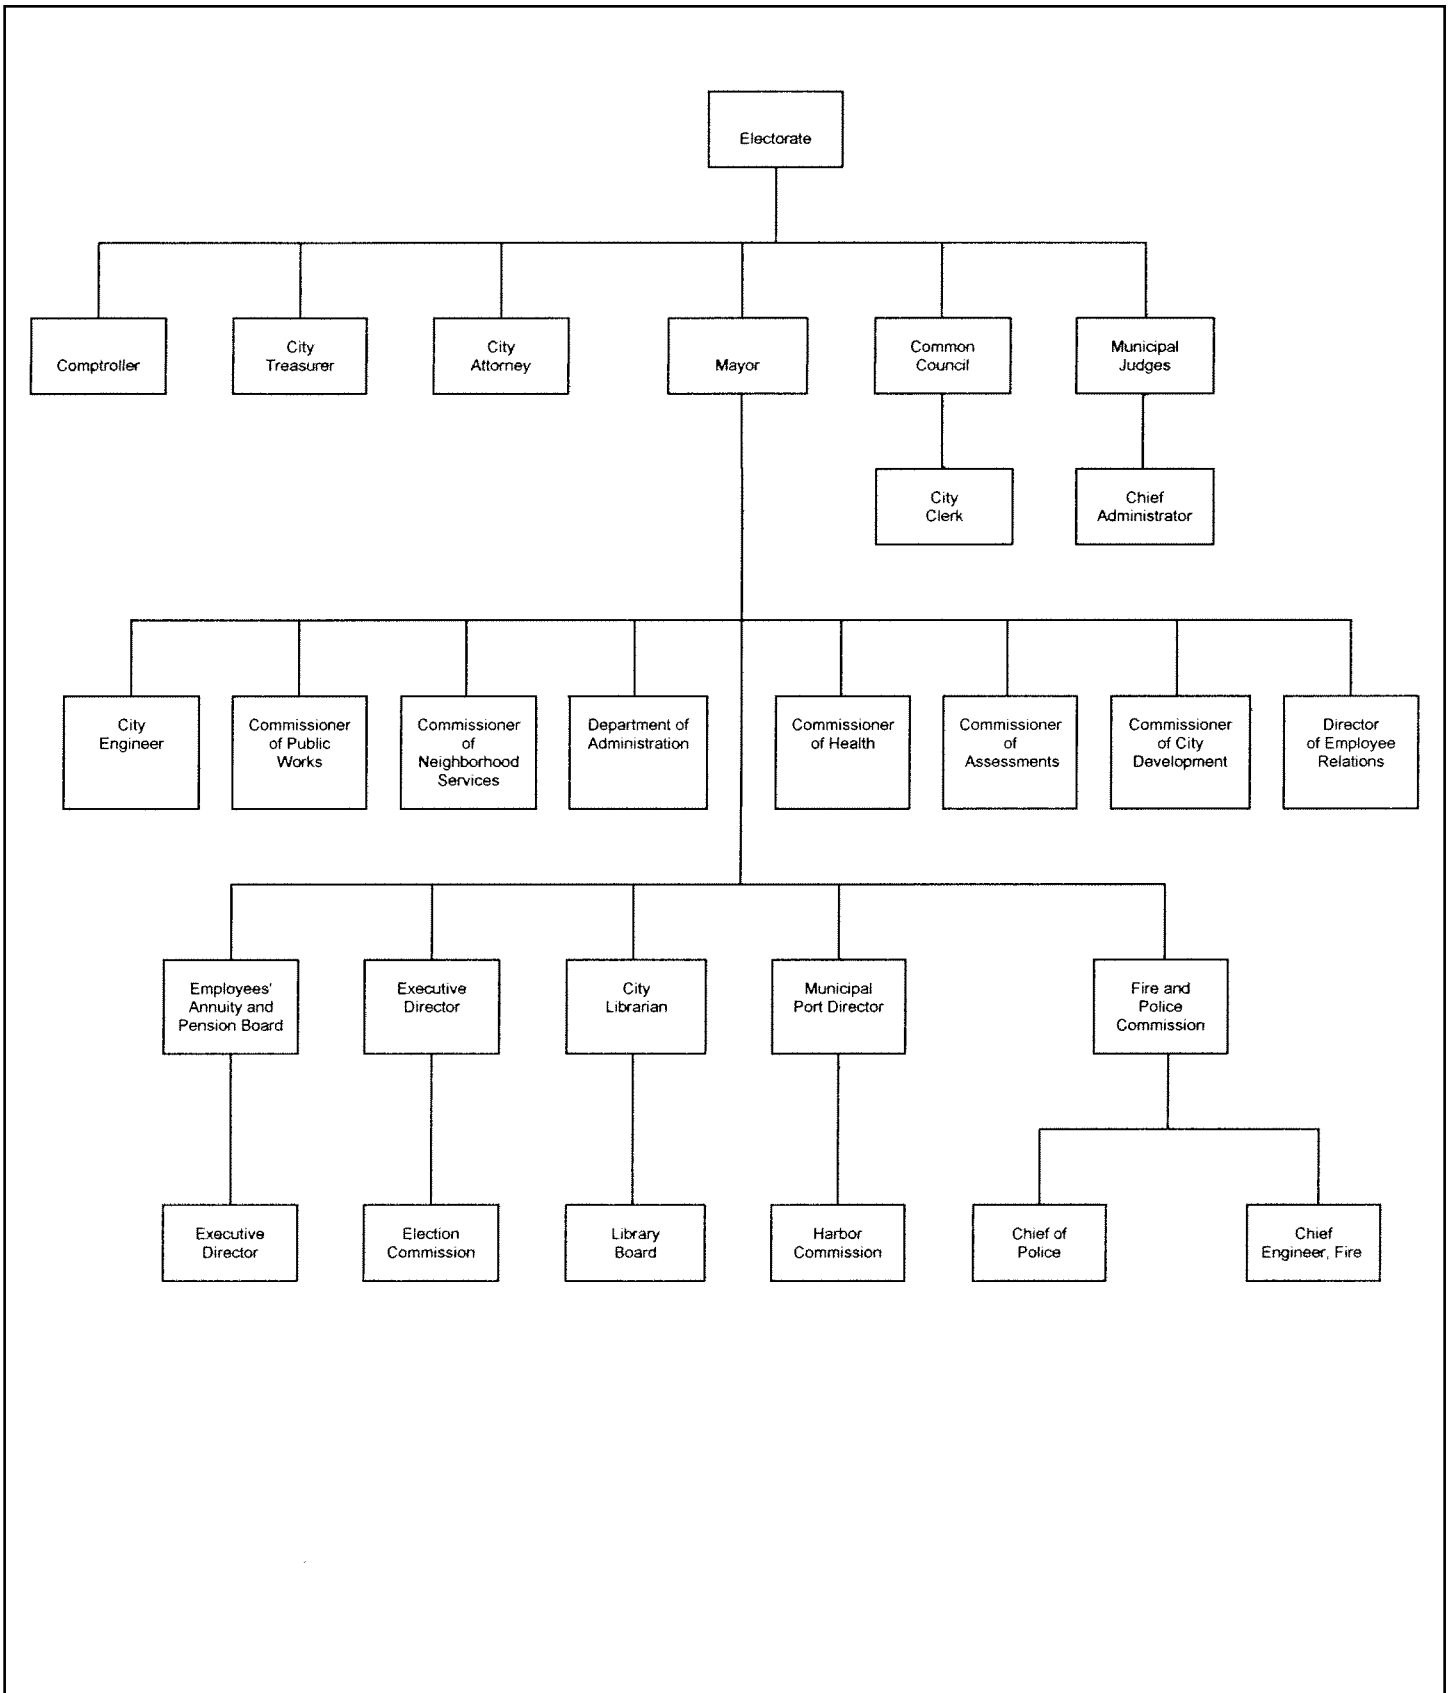 Electorate
Comptroller
City
Treasurer
City
Attorney
Mayor
Common
Council
Municipal
Judges
City
Clerk
Chief
Administrator
City
Engineer
Commissioner
of Public
Works
Commissioner
of
Neighborhood
Services
Department of
Administration
Commissioner
of Health
Commissioner
of
Assessments
Commissioner
of City
Development
Director
of Employee
Relations
Employees'
Annuity and
Pension Board
Executive
Director
City
Librarian
Municipal
Port Director
Fire and
Police
Commission
Executive
Director
Election
Commission
Library
Board
Harbor
Commission
Chief of
Police
Chief
Engineer, Fire